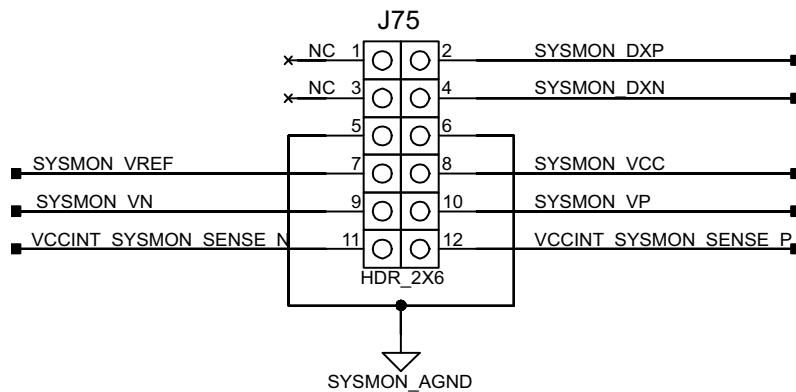 J75
NC 1 2 SYSMON_DXP
NC 3 4 SYSMON_DXN
5 6
SYSMON_VREF 7 8 SYSMON_VCC
SYSMON_VN 9 10 SYSMON_VP
VCCINT_SYSMON_SENSE_N 11 12 VCCINT_SYSMON_SENSE_P
HDR_2X6
SYSMON_AGND